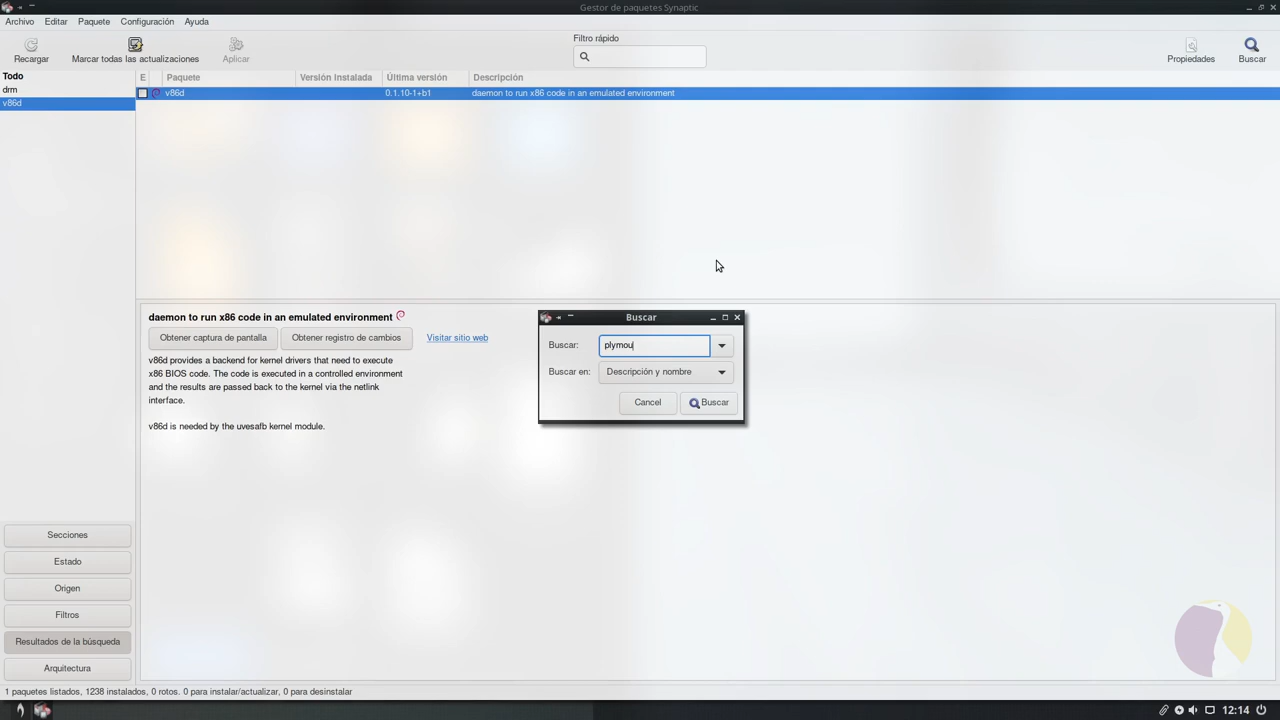 Gestor de paquetes Synaptic
Archivo Editar Paquete Configuración Ayuda
Recargar
Marcar todas las actualizaciones
Aplicar
Filtro rápido
Propiedades
Buscar
Todo
drm
v86d
E Paquete Versión instalada Última versión Descripción
v86d 0.1.10-1+b1 daemon to run x86 code in an emulated environment
daemon to run x86 code in an emulated environment
Obtener captura de pantalla Obtener registro de cambios Visitar sitio web
v86d provides a backend for kernel drivers that need to execute
x86 BIOS code. The code is executed in a controlled environment
and the results are passed back to the kernel via the netlink
interface.
v86d is needed by the uvesafb kernel module.
Buscar
Buscar: plymou
Buscar en: Descripción y nombre
Cancel Buscar
Secciones
Estado
Origen
Filtros
Resultados de la búsqueda
Arquitectura
1 paquetes listados, 1238 instalados, 0 rotos. 0 para instalar/actualizar, 0 para desinstalar
12:14